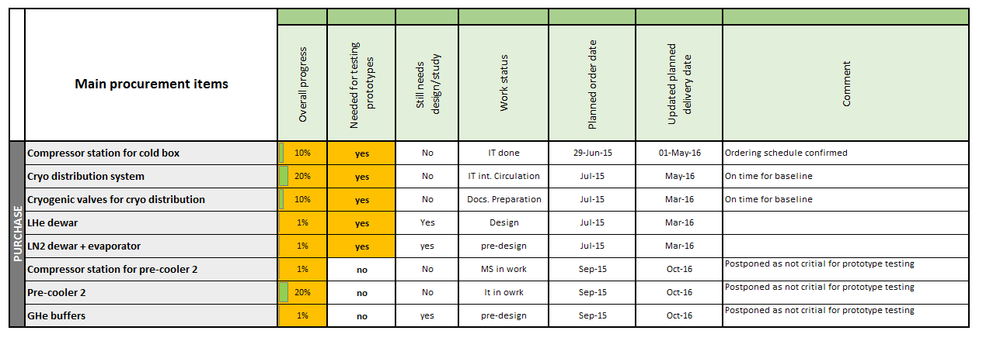 Main procurement items
Overall progress
Needed for testing
prototypes
Still needs
design/study
Work status
Planned order date
Updated planned
delivery date
Comment
PURCHASE
Compressor station for cold box 10% yes No IT done 29-Jun-15 01-May-16 Ordering schedule confirmed
Cryo distribution system 20% yes No IT int. Circulation Jul-15 May-16 On time for baseline
Cryogenic valves for cryo distribution 10% yes No Docs. Preparation Jul-15 Mar-16 On time for baseline
LHe dewar 1% yes Yes Design Jul-15 Mar-16
LN2 dewar + evaporator 1% yes yes pre-design Jul-15 Mar-16
Compressor station for pre-cooler 2 1% no No MS in work Sep-15 Oct-16 Postponed as not critial for prototype testing
Pre-cooler 2 20% no No It in owrk Sep-15 Oct-16 Postponed as not critial for prototype testing
GHe buffers 1% no yes pre-design Sep-15 Oct-16 Postponed as not critial for prototype testing